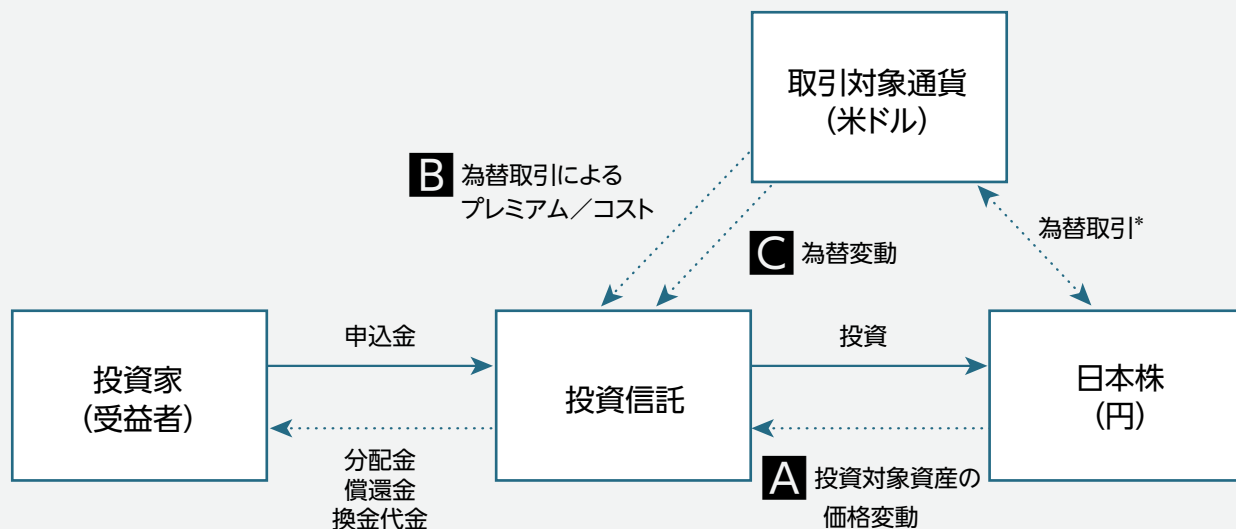 取引対象通貨
(米ドル)
B 為替取引による
プレミアム/コスト
為替取引*
C 為替変動
申込金
投資
投資家
(受益者)
投資信託
日本株
(円)
分配金
償還金
換金代金
A 投資対象資産の
価格変動